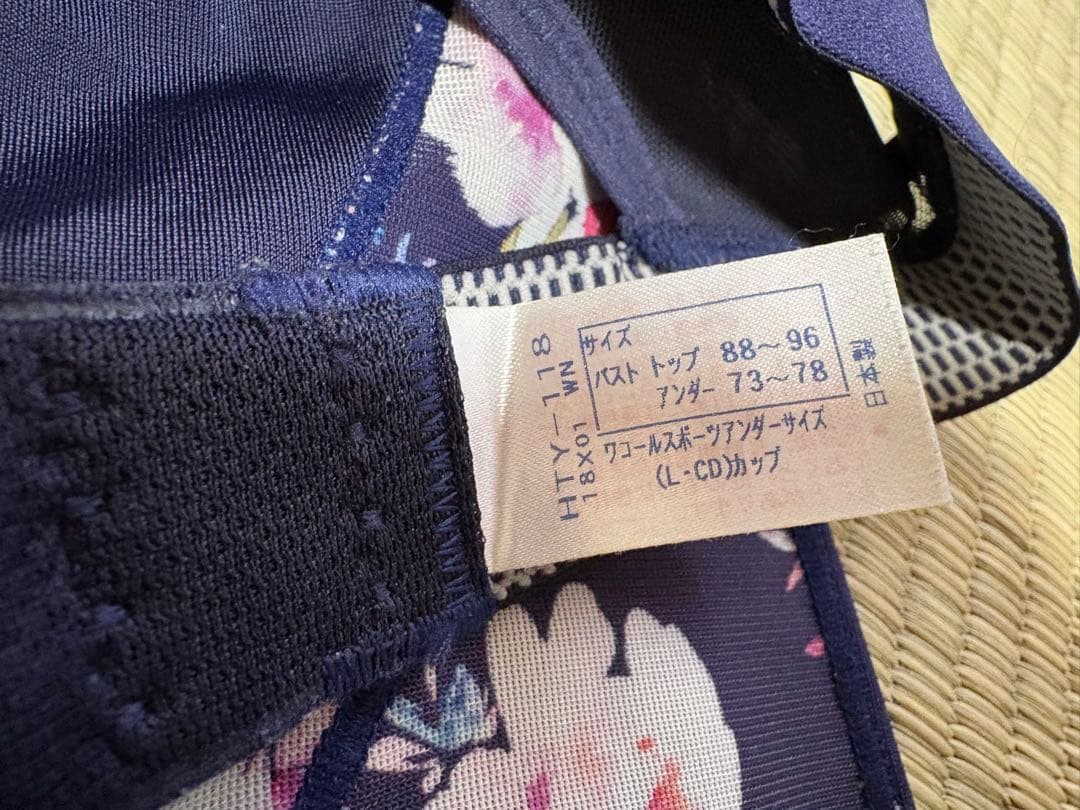 サイズ
バスト トップ 88～96
アンダー 73～78
ワコールスポーツアンダーサイズ
(L-CD)カップ
HTY-118
18X01 WN
日本製